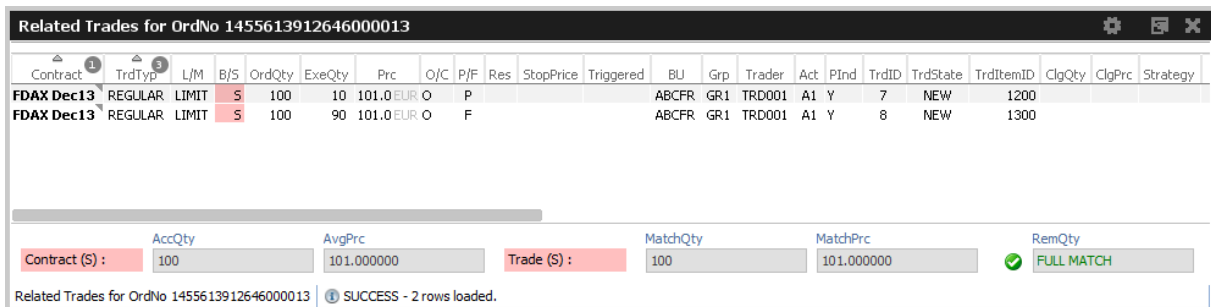 Related Trades for OrdNo 1455613912646000013
Contract 1 TrdTyp 3 L/M B/S OrdQty ExeQty Prc O/C P/F Res StopPrice Triggered BU Grp Trader Act PInd TrdID TrdState TrdItemID ClgQty ClgPrc Strategy
FDAX Dec13 REGULAR LIMIT S 100 10 101.0 EUR O P ABCFR GR1 TRD001 A1 Y 7 NEW 1200
FDAX Dec13 REGULAR LIMIT S 100 90 101.0 EUR O F ABCFR GR1 TRD001 A1 Y 8 NEW 1300
AccQty AvgPrc MatchQty MatchPrc RemQty
Contract (S) : 100 101.000000 Trade (S) : 100 101.000000 FULL MATCH
Related Trades for OrdNo 1455613912646000013 SUCCESS - 2 rows loaded.